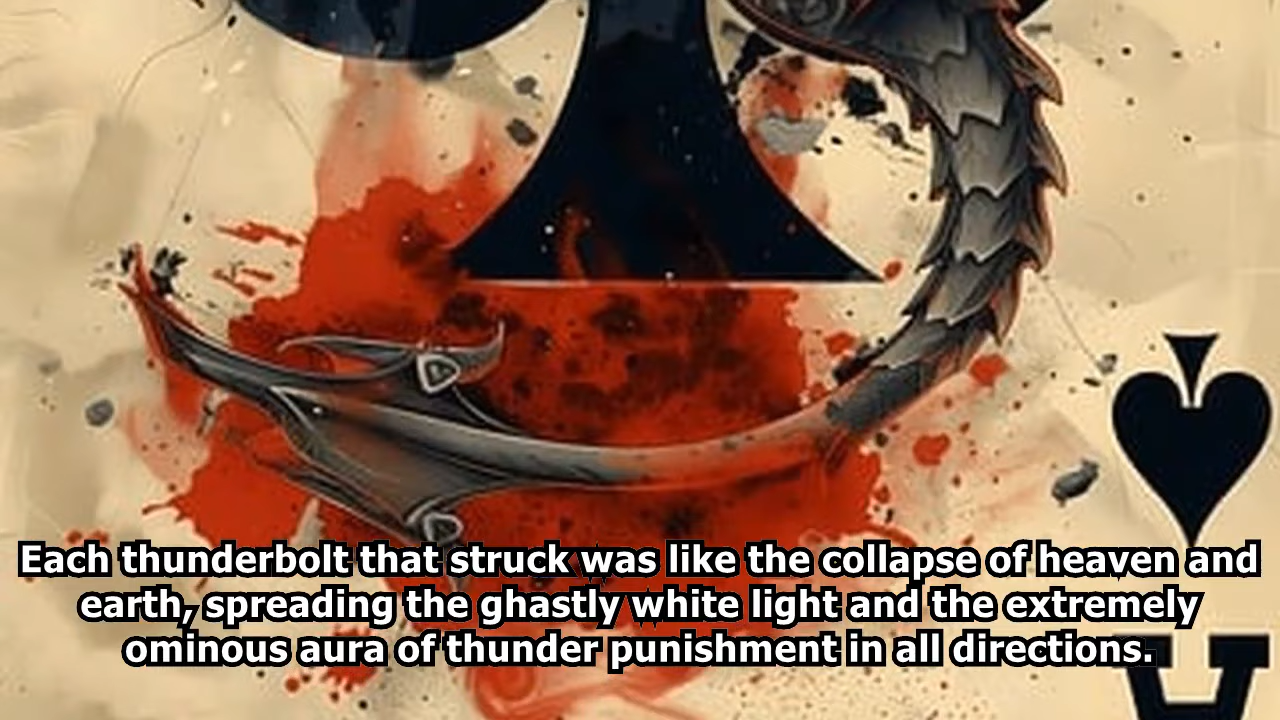 Each thunderbolt that struck was like the collapse of heaven and
earth, spreading the ghastly white light and the extremely
ominous aura of thunder punishment in all directions.
A